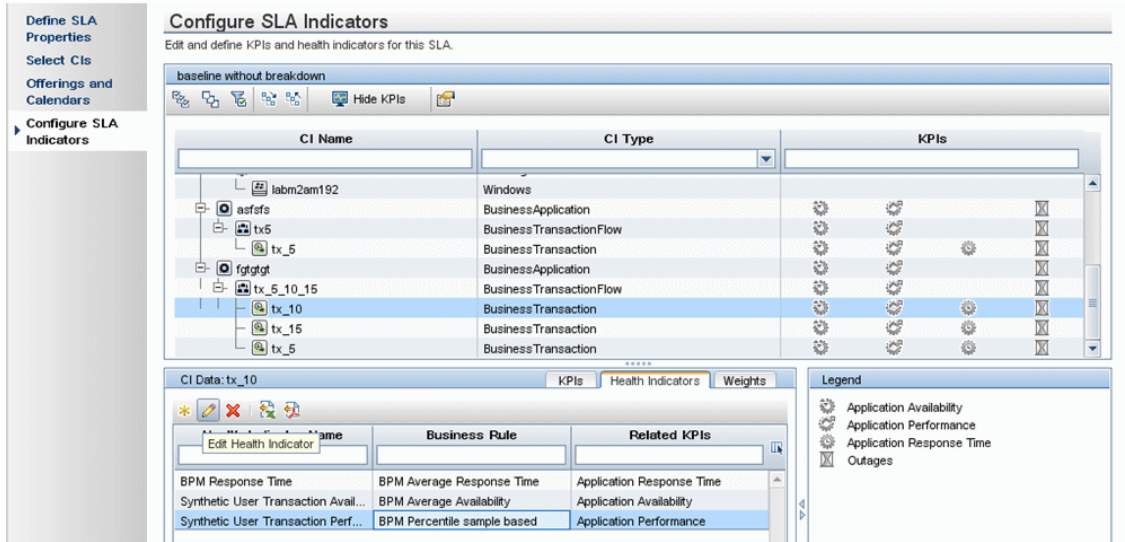 Define SLA
Properties
Select CIs
Offerings and
Calendars
Configure SLA
Indicators
Configure SLA Indicators
Edit and define KPIs and health indicators for this SLA.
baseline without breakdown
Hide KPIs
CI Name CI Type KPIs
labm2am192 Windows
asfsfs BusinessApplication
tx5 BusinessTransactionFlow
tx_5 BusinessTransaction
fgtgtgt BusinessApplication
tx_5_10_15 BusinessTransactionFlow
tx_10 BusinessTransaction
tx_15 BusinessTransaction
tx_5 BusinessTransaction
CI Data: tx_10 KPIs Health Indicators Weights
Name Business Rule Related KPIs
Edit Health Indicator
BPM Response Time BPM Average Response Time Application Response Time
Synthetic User Transaction Avail... BPM Average Availability Application Availability
Synthetic User Transaction Perf... BPM Percentile sample based Application Performance
Legend
Application Availability
Application Performance
Application Response Time
Outages